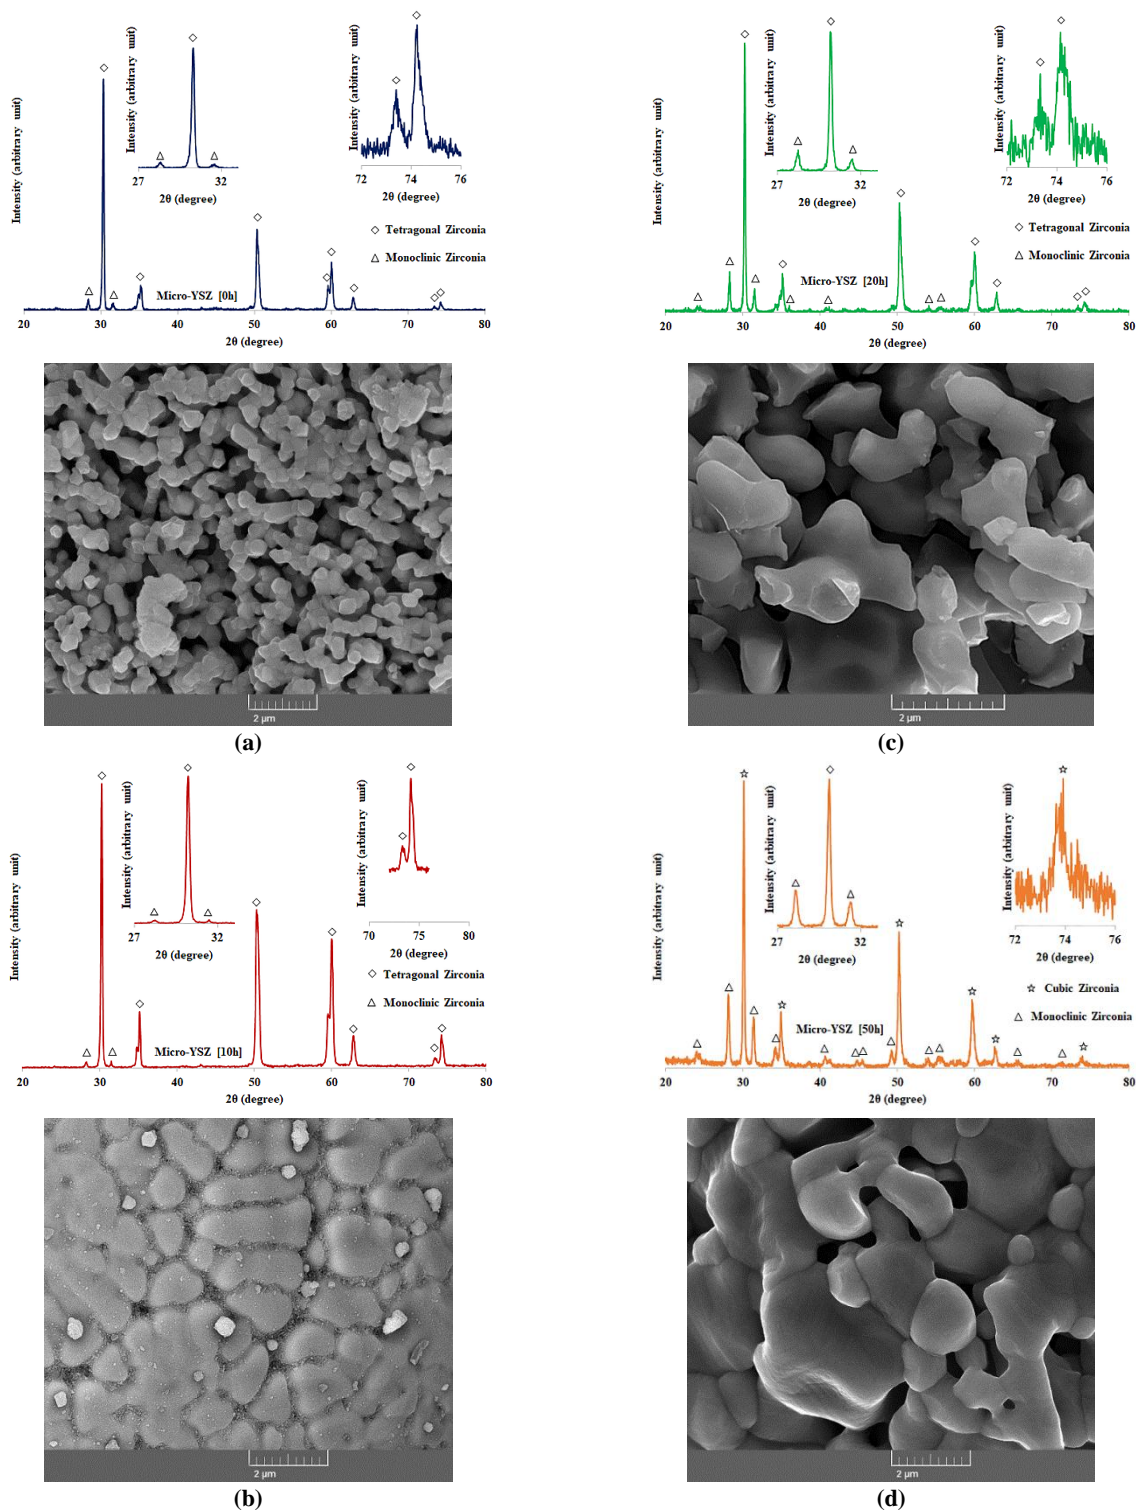 Intensity (arbitrary unit)
Intensity (arbitrary unit)
27
32
2θ (degree)
Intensity (arbitrary unit)
72
74
76
2θ (degree)
Tetragonal Zirconia
Monoclinic Zirconia
Micro-YSZ [0h]
20
30
40
50
60
70
80
2θ (degree)
2 µm
(a)
Intensity (arbitrary unit)
Intensity (arbitrary unit)
27
32
2θ (degree)
Intensity (arbitrary unit)
72
74
76
2θ (degree)
Tetragonal Zirconia
Monoclinic Zirconia
Micro-YSZ [20h]
20
30
40
50
60
70
80
2θ (degree)
2 µm
(c)
Intensity (arbitrary unit)
Intensity (arbitrary unit)
27
32
2θ (degree)
Intensity (arbitrary unit)
70
75
80
2θ (degree)
Tetragonal Zirconia
Monoclinic Zirconia
Micro-YSZ [10h]
20
30
40
50
60
70
80
2θ (degree)
2 µm
(b)
Intensity (arbitrary unit)
Intensity (arbitrary unit)
27
32
2θ (degree)
Intensity (arbitrary unit)
72
74
76
2θ (degree)
Cubic Zirconia
Monoclinic Zirconia
Micro-YSZ [50h]
20
30
40
50
60
70
80
2θ (degree)
2 µm
(d)